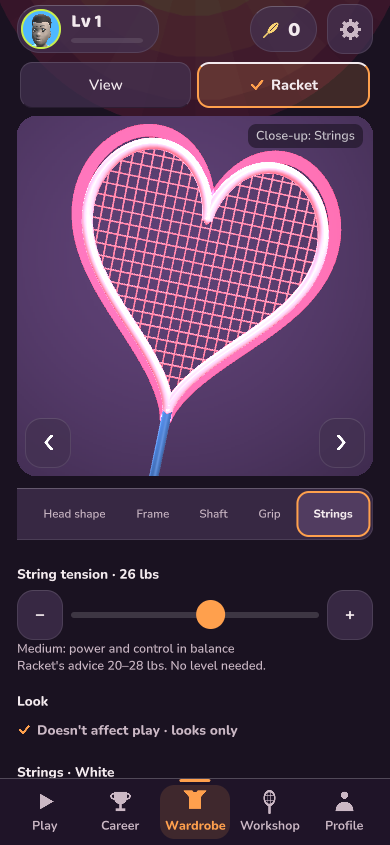 Lv 1
0
View
Racket
Close-up: Strings
Head shape
Frame
Shaft
Grip
Strings
String tension · 26 lbs
Medium: power and control in balance
Racket's advice 20–28 lbs. No level needed.
Look
Doesn't affect play · looks only
Strings · White
Play
Career
Wardrobe
Workshop
Profile